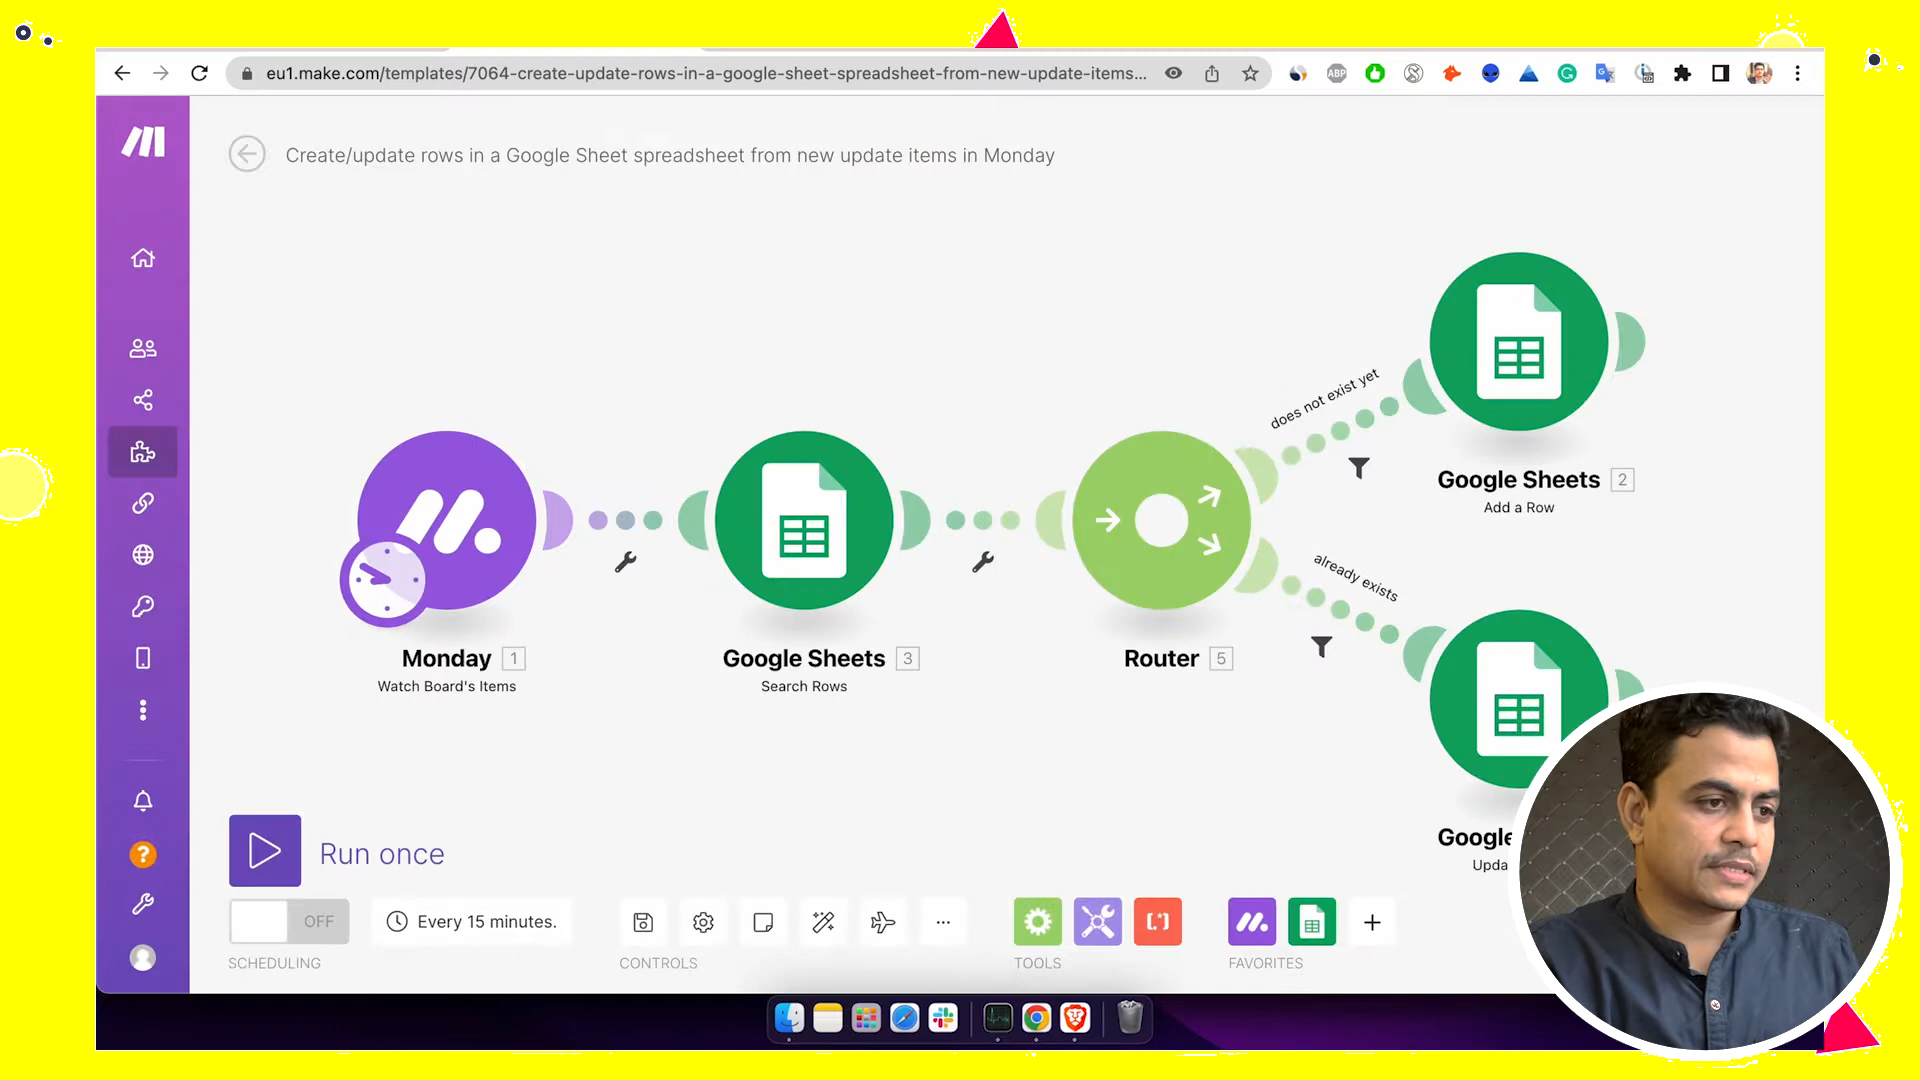 eu1.make.com/templates/7064-create-update-rows-in-a-google-sheet-spreadsheet-from-new-update-items...
ABP
Create/update rows in a Google Sheet spreadsheet from new update items in Monday
does not exist yet
Google Sheets 2
Add a Row
already exists
Monday 1
Watch Board's Items
Google Sheets 3
Search Rows
Router 5
Google
Upda
Run once
OFF
Every 15 minutes.
SCHEDULING
CONTROLS
TOOLS
FAVORITES